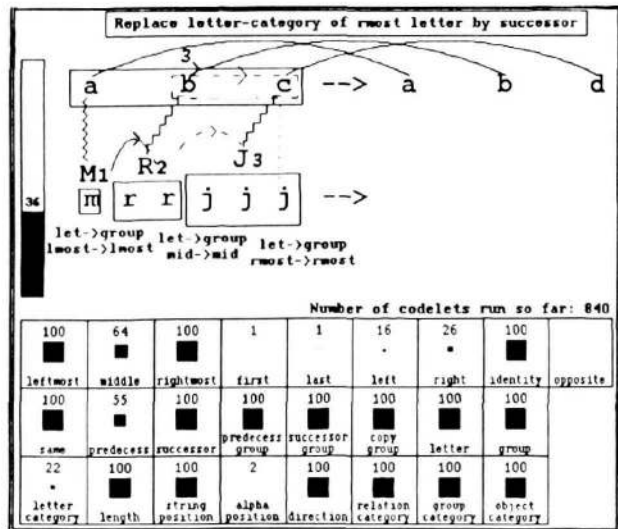 Replace letter-category of rmost letter by successor
3
a b c --> a b d
M1 R2 J3
36
m r r j j j -->
let->group let->group let->group
lmost->lmost mid->mid rmost->rmost
Number of codelets run so far: 840
100 64 100 1 1 16 26 100
leftmost middle rightmost first last left right identity opposite
100 55 100 100 100 100 100 100
same predecess successor predecess group successor group copy group letter group
22 100 100 2 100 100 100 100
letter category length string position alpha position direction relation category group category object category